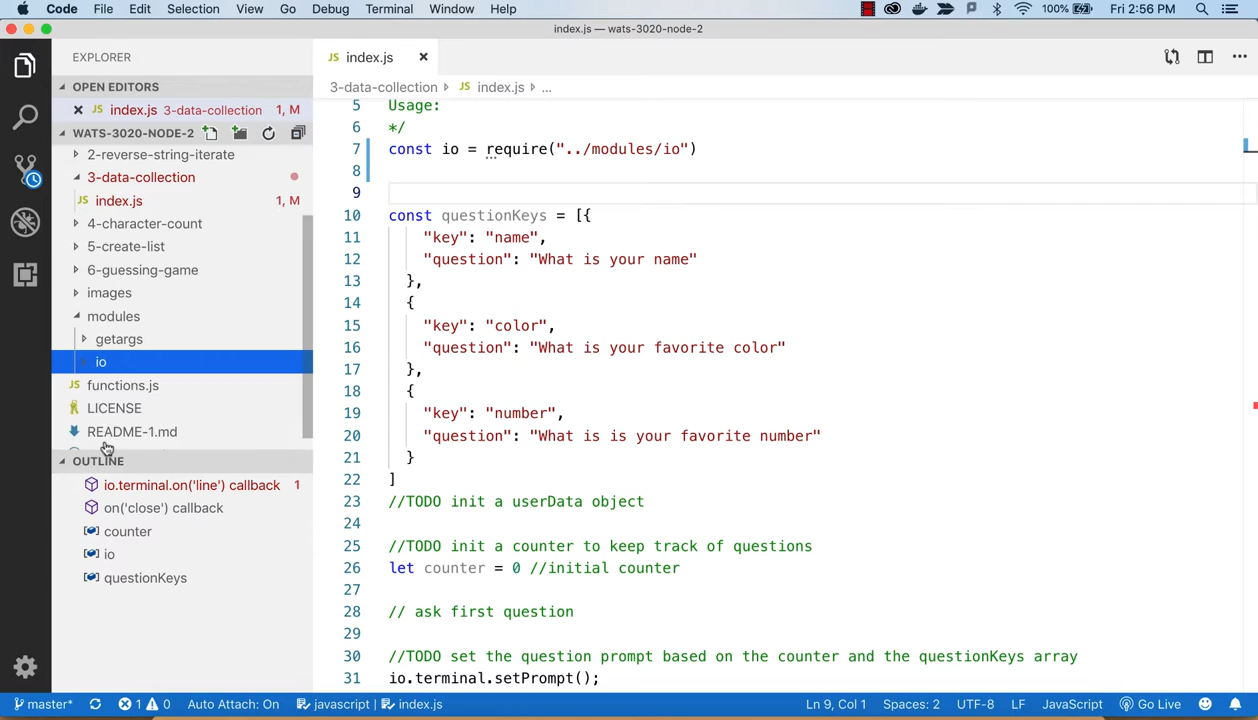 Code File Edit Selection View Go Debug Terminal Window Help 100% Fri 2:56 PM
index.js — wats-3020-node-2
EXPLORER
JS index.js
OPEN EDITORS
3-data-collection JS index.js ...
JS index.js 3-data-collection 1, M
WATS-3020-NODE-2
2-reverse-string-iterate
3-data-collection
JS index.js 1, M
4-character-count
5-create-list
6-guessing-game
images
modules
getargs
io
JS functions.js
LICENSE
README-1.md
OUTLINE
io.terminal.on('line') callback 1
on('close') callback
counter
io
questionKeys
5 Usage:
6 */
7 const io = require("../modules/io")
8
9
10 const questionKeys = [{
11 "key": "name",
12 "question": "What is your name"
13 },
14 {
15 "key": "color",
16 "question": "What is your favorite color"
17 },
18 {
19 "key": "number",
20 "question": "What is is your favorite number"
21 }
22 ]
23 //TODO init a userData object
24
25 //TODO init a counter to keep track of questions
26 let counter = 0 //initial counter
27
28 // ask first question
29
30 //TODO set the question prompt based on the counter and the questionKeys array
31 io.terminal.setPrompt();
master* 1 0 Auto Attach: On javascript | index.js Ln 9, Col 1 Spaces: 2 UTF-8 LF JavaScript Go Live